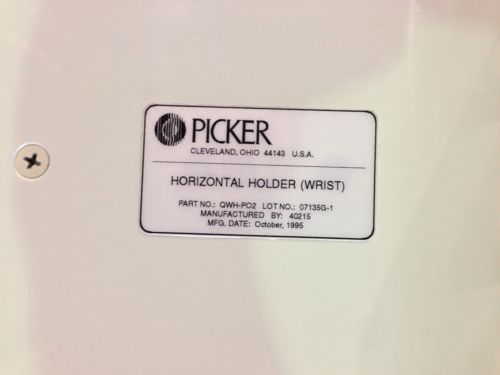 PICKER
CLEVELAND, OHIO 44143 U.S.A.
HORIZONTAL HOLDER (WRIST)
PART NO.: QWH-PO2 LOT NO.: 07135G-1
MANUFACTURED BY: 40215
MFG. DATE: October, 1995